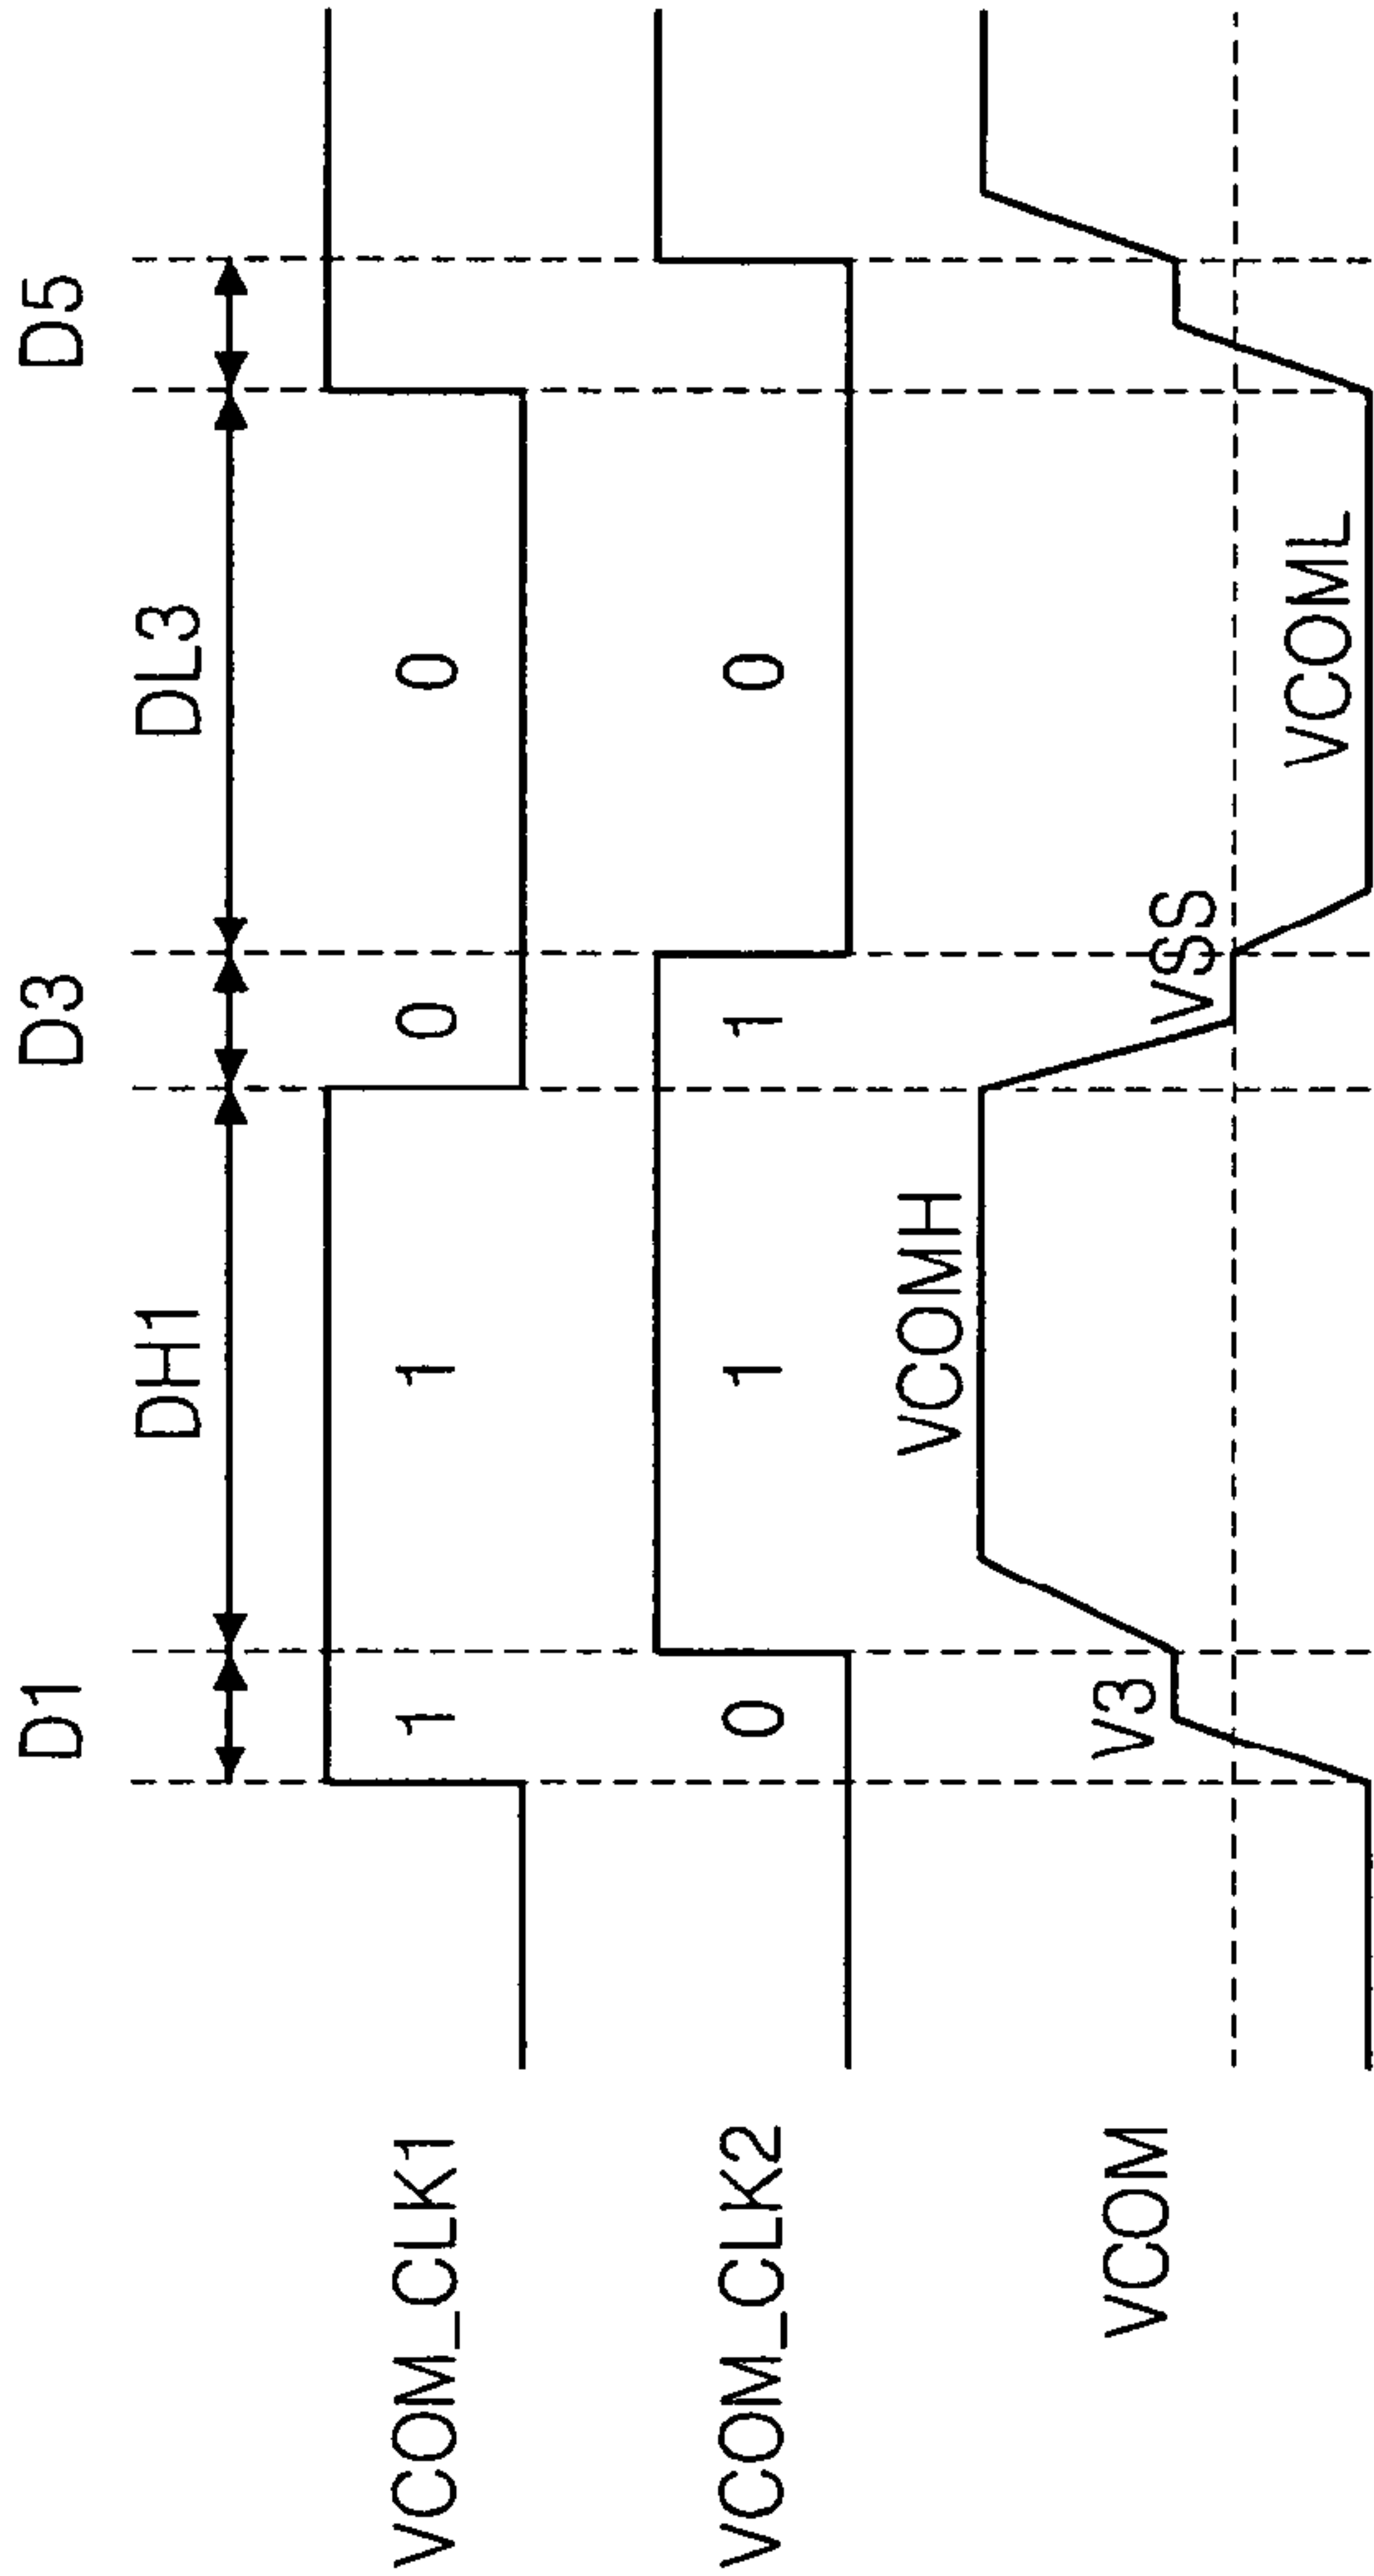 D1 D3 D5
DH1 DL3
VCOM_CLK1 1 1 0 0
VCOM_CLK2 0 1 1 0
VCOMH
V3 VSS
VCOM
VCOML